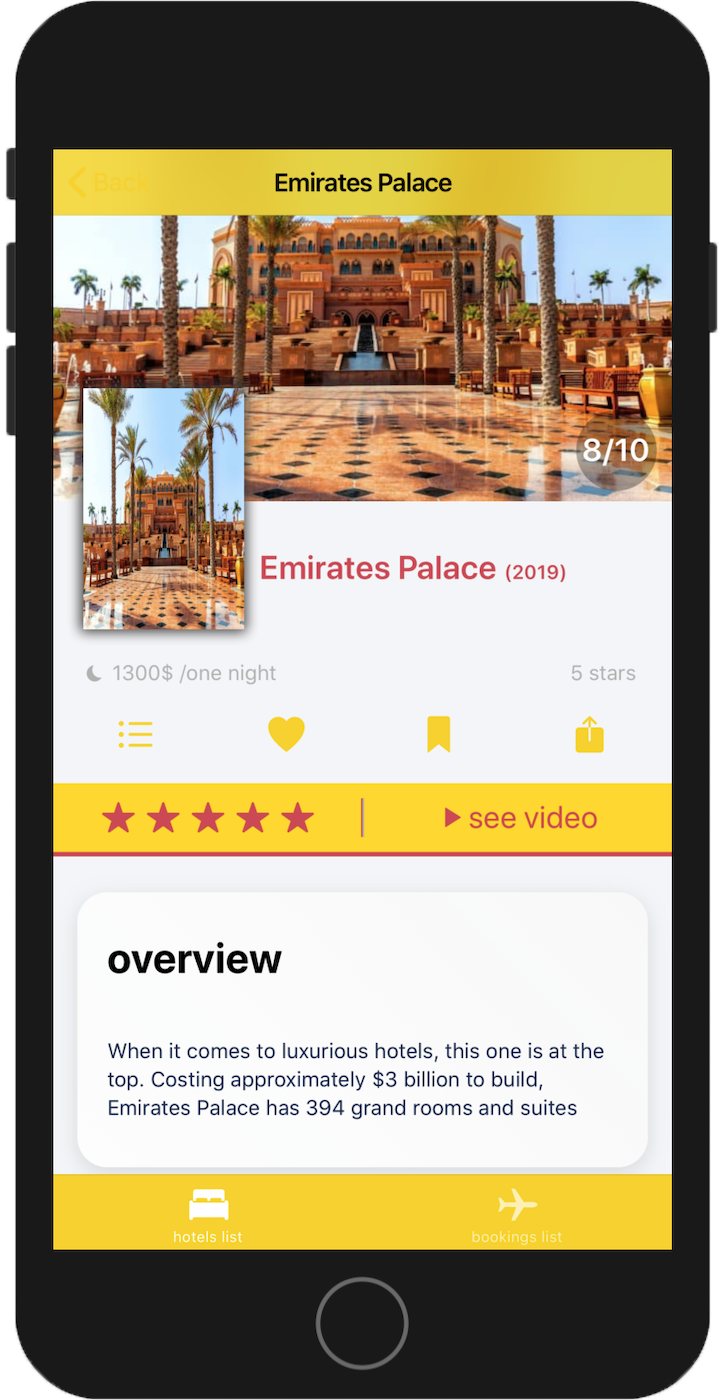 Back
Emirates Palace
8/10
Emirates Palace (2019)
1300$ /one night
5 stars
see video
overview
When it comes to luxurious hotels, this one is at the
top. Costing approximately $3 billion to build,
Emirates Palace has 394 grand rooms and suites
hotels list
bookings list